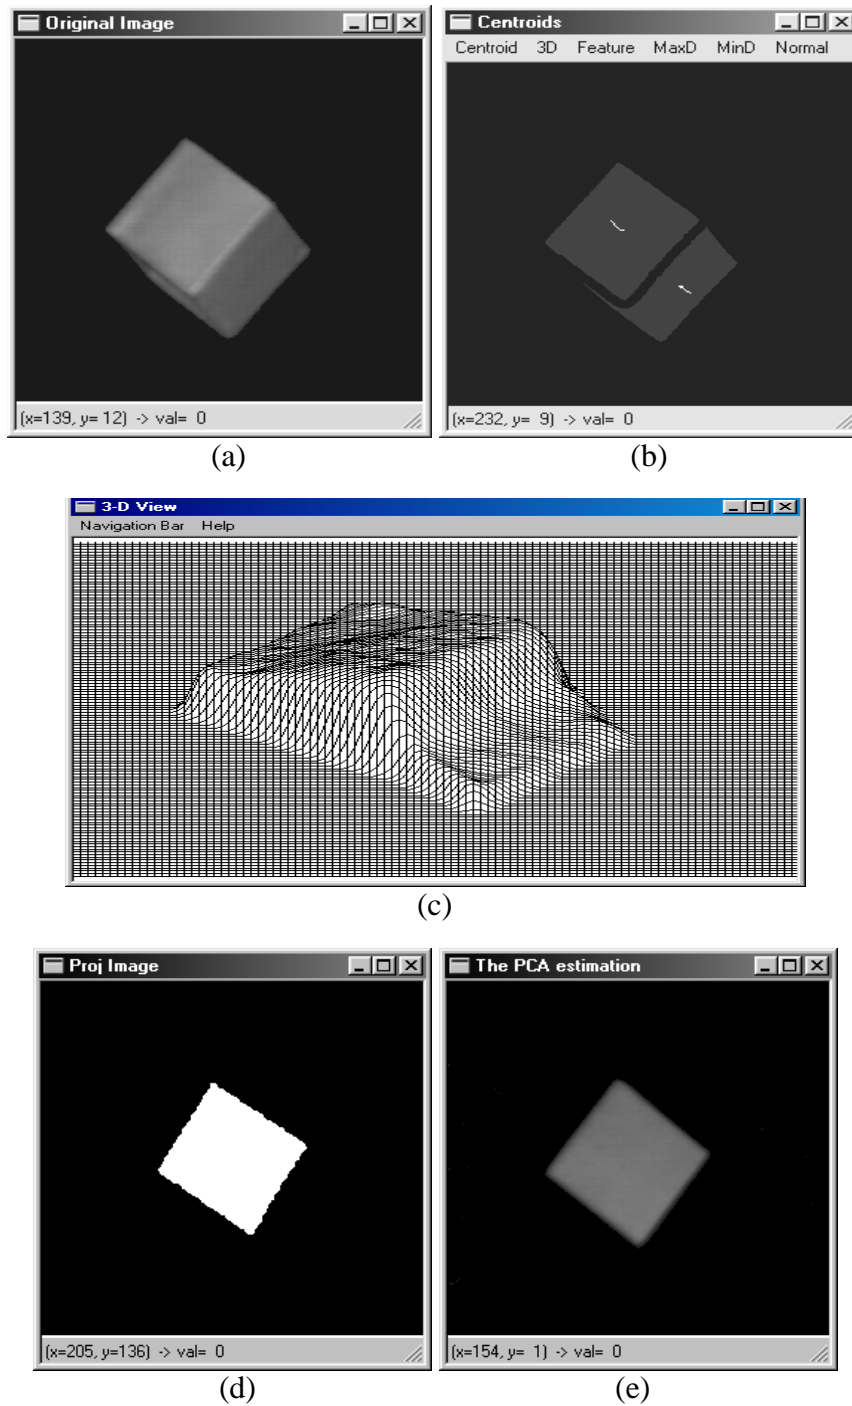 Original Image
(x=139, y= 12) -> val= 0
(a)
Centroids
Centroid 3D Feature MaxD MinD Normal
(x=232, y= 9) -> val= 0
(b)
3-D View
Navigation Bar Help
(c)
Proj Image
(x=205, y=136) -> val= 0
(d)
The PCA estimation
(x=154, y= 1) -> val= 0
(e)